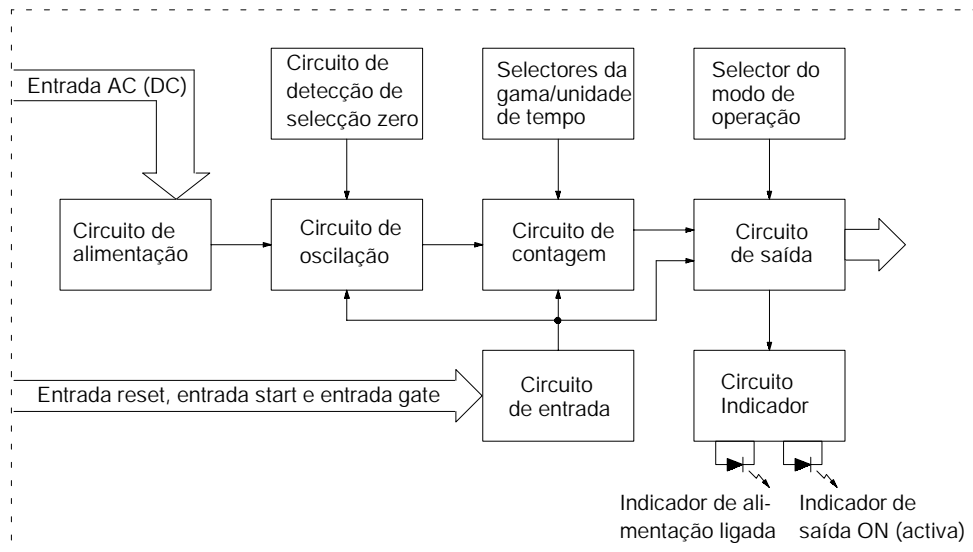 Entrada AC (DC)
Circuito de
detecção de
selecção zero
Selectores da
gama/unidade
de tempo
Selector do
modo de
operação
Circuito de
alimentação
Circuito de
oscilação
Circuito de
contagem
Circuito
de saída
Entrada reset, entrada start e entrada gate
Circuito
de entrada
Circuito
Indicador
Indicador de ali-
mentação ligada
Indicador de
saída ON (activa)